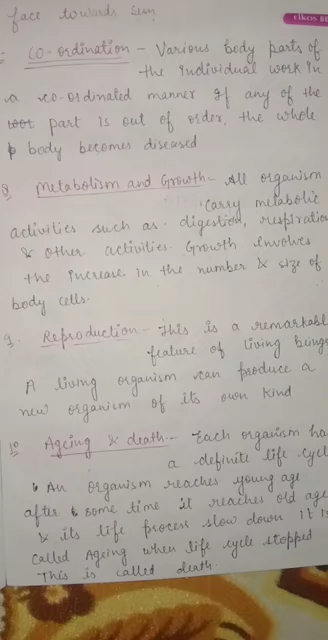 face towards sun
elkos
Co-ordination - Various body parts of
the individual work in
a co-ordinated manner If any of the
part is out of order, the whole
body becomes diseased
8. Metabolism and Growth - All organism
carry metabolic
activities such as digestion, respiration
& other activities. Growth involves
the increase in the number & size of
body cells.
9. Reproduction - This is a remarkable
feature of living beings
A living organism can produce a
new organism of its own kind
10 Ageing & death - Each organism has
a definite life cycle
An organism reaches young age
after some time it reaches old age
& its life process slow down it is
called Ageing when life cycle stopped
This is called death.